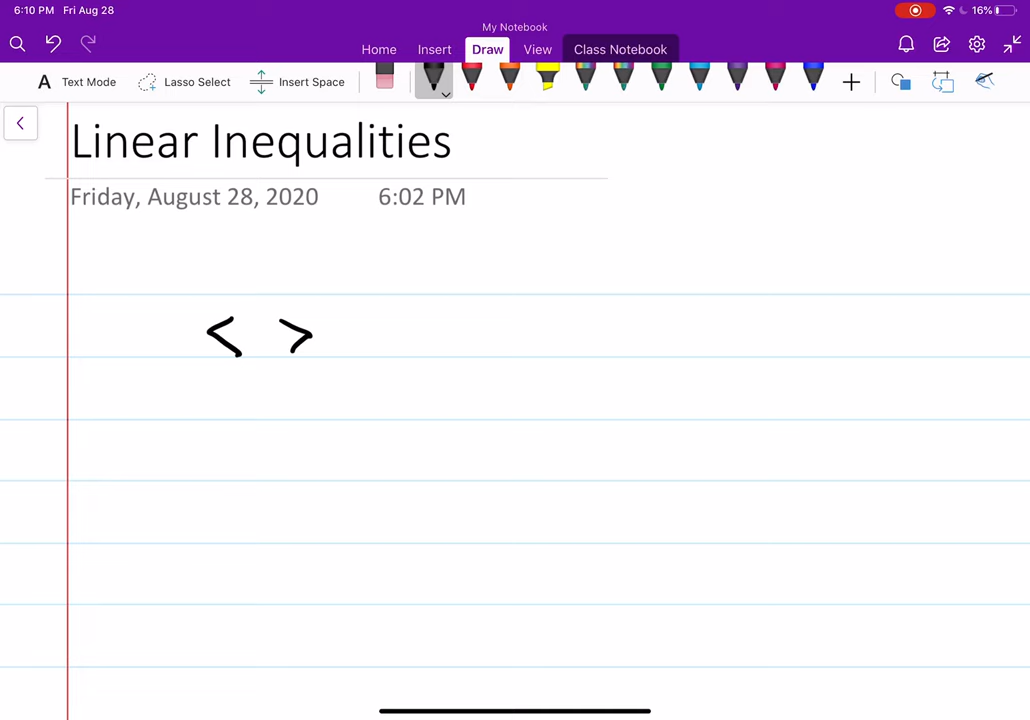 6:10 PM Fri Aug 28
16%
My Notebook
Home Insert Draw View Class Notebook
A Text Mode Lasso Select Insert Space
Linear Inequalities
Friday, August 28, 2020 6:02 PM
< >